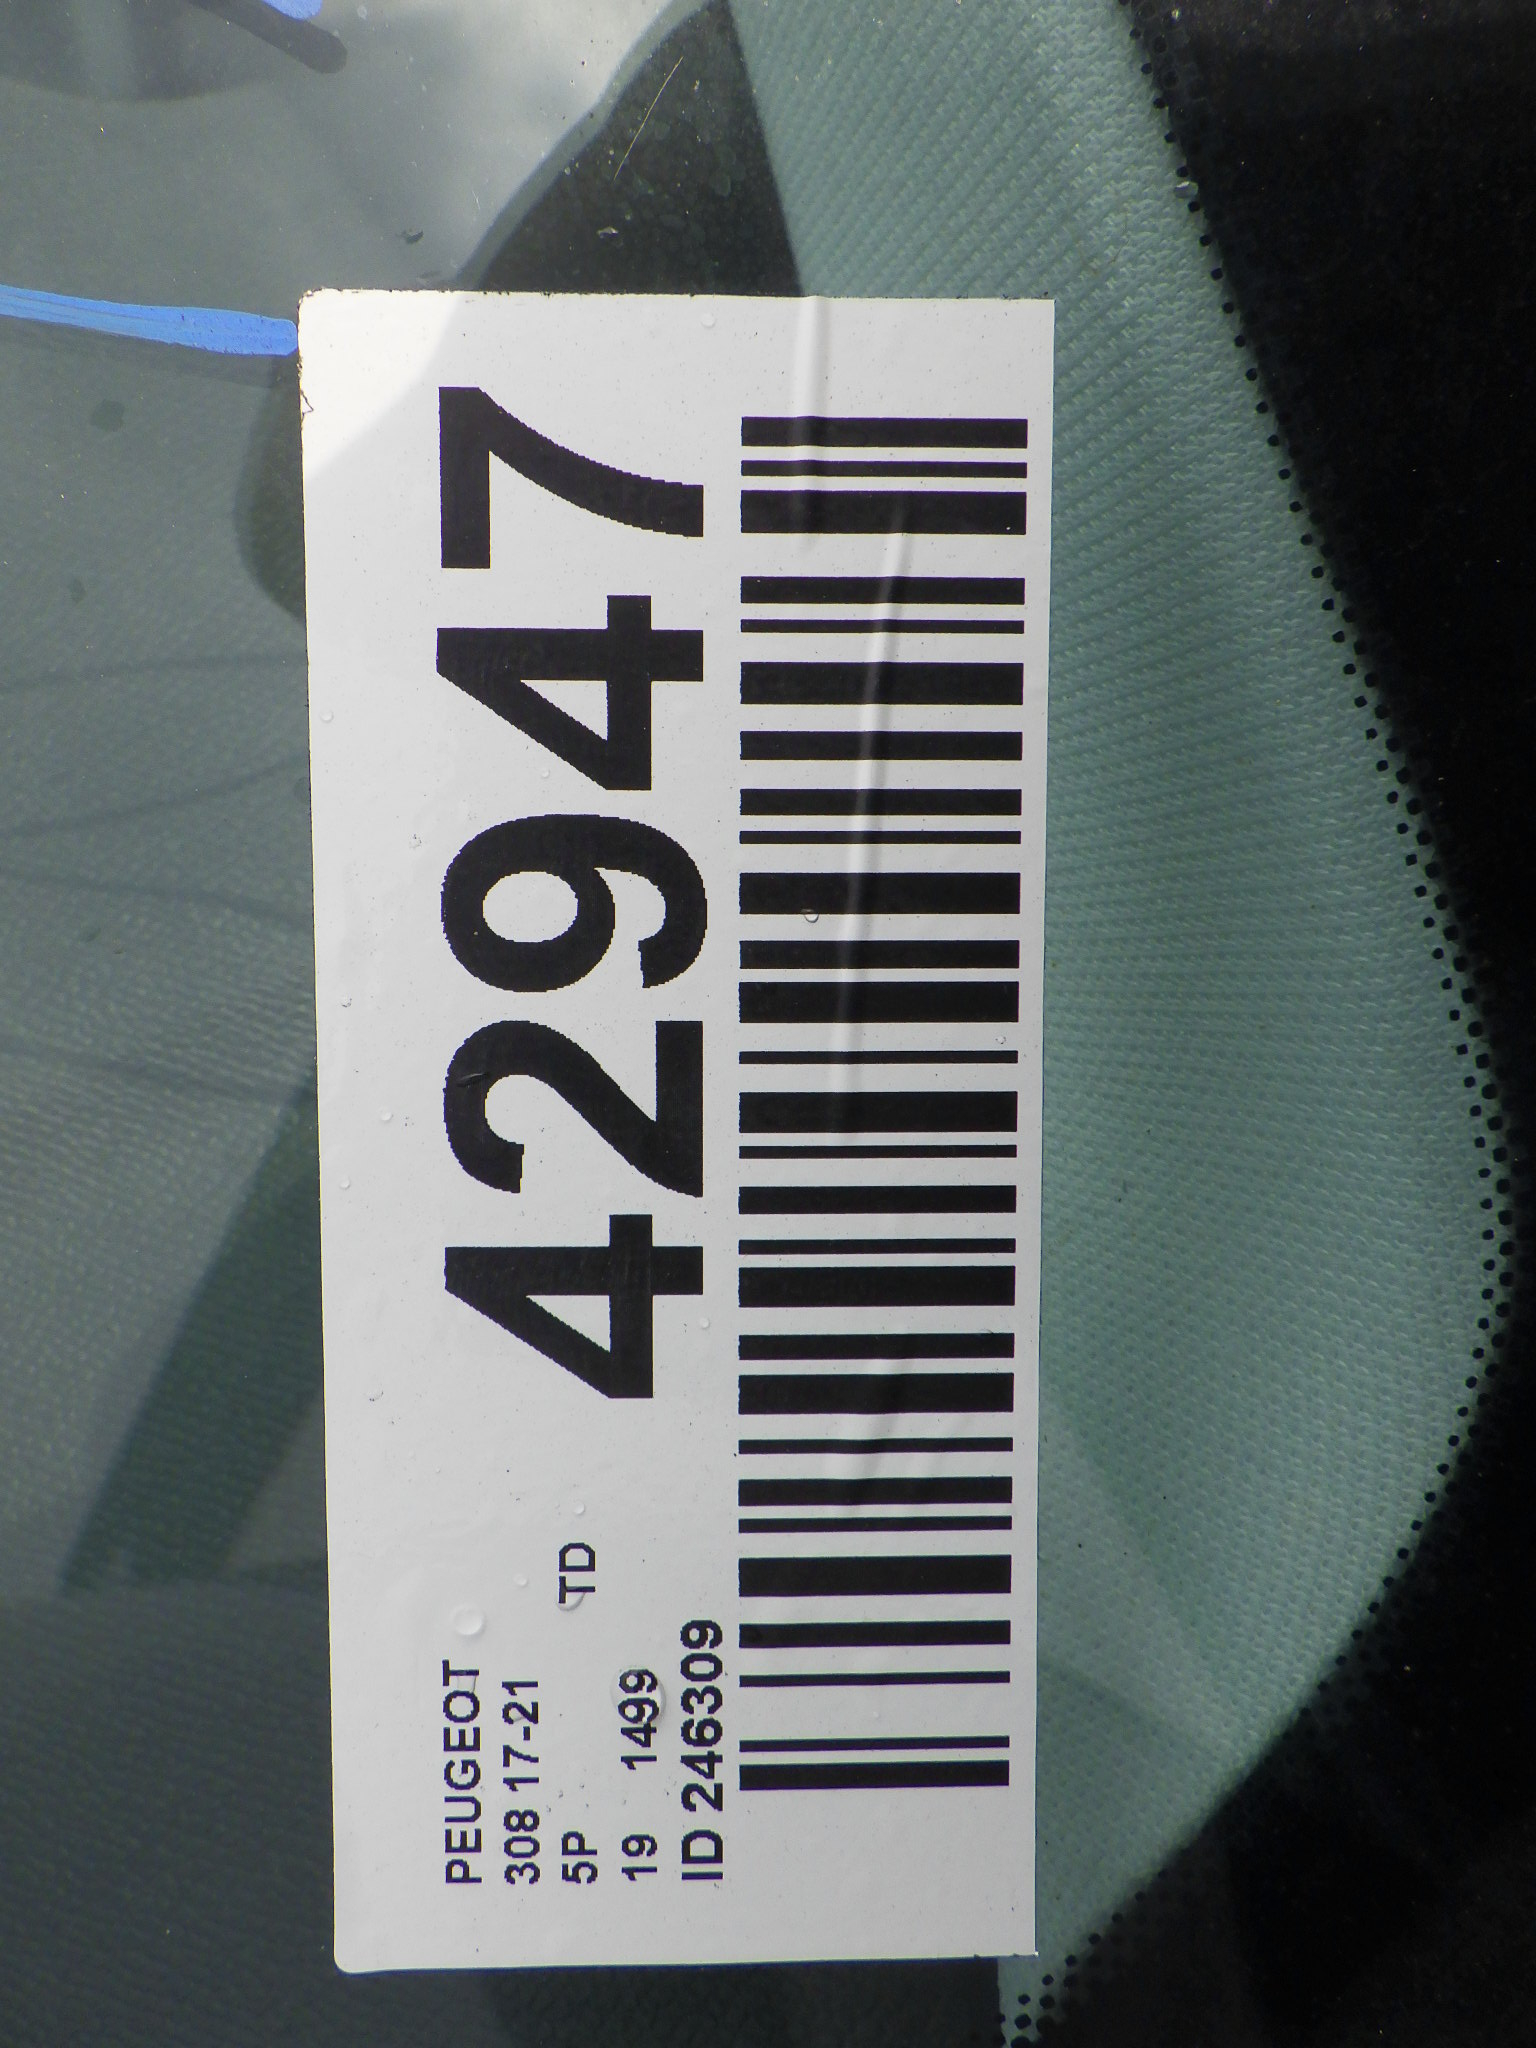 PEUGEOT
308 17-21
5P TD
19 1499
ID 246309
42947